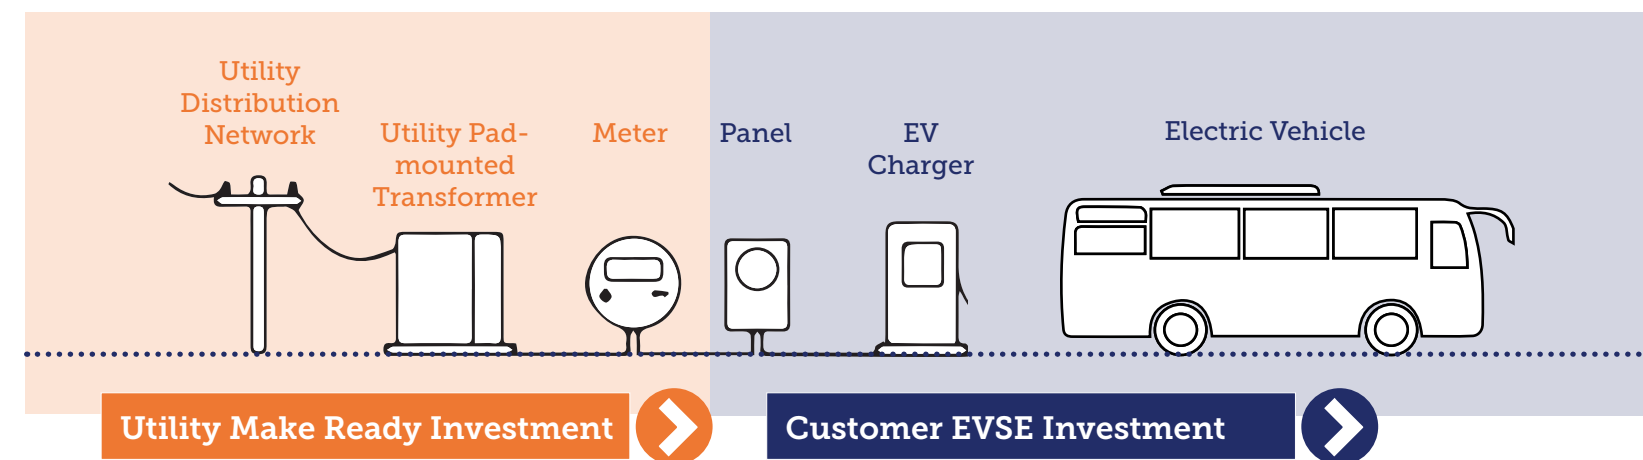 Utility
Distribution
Network
Utility Pad-
mounted
Transformer
Meter
Panel
EV
Charger
Electric Vehicle
Utility Make Ready Investment
Customer EVSE Investment